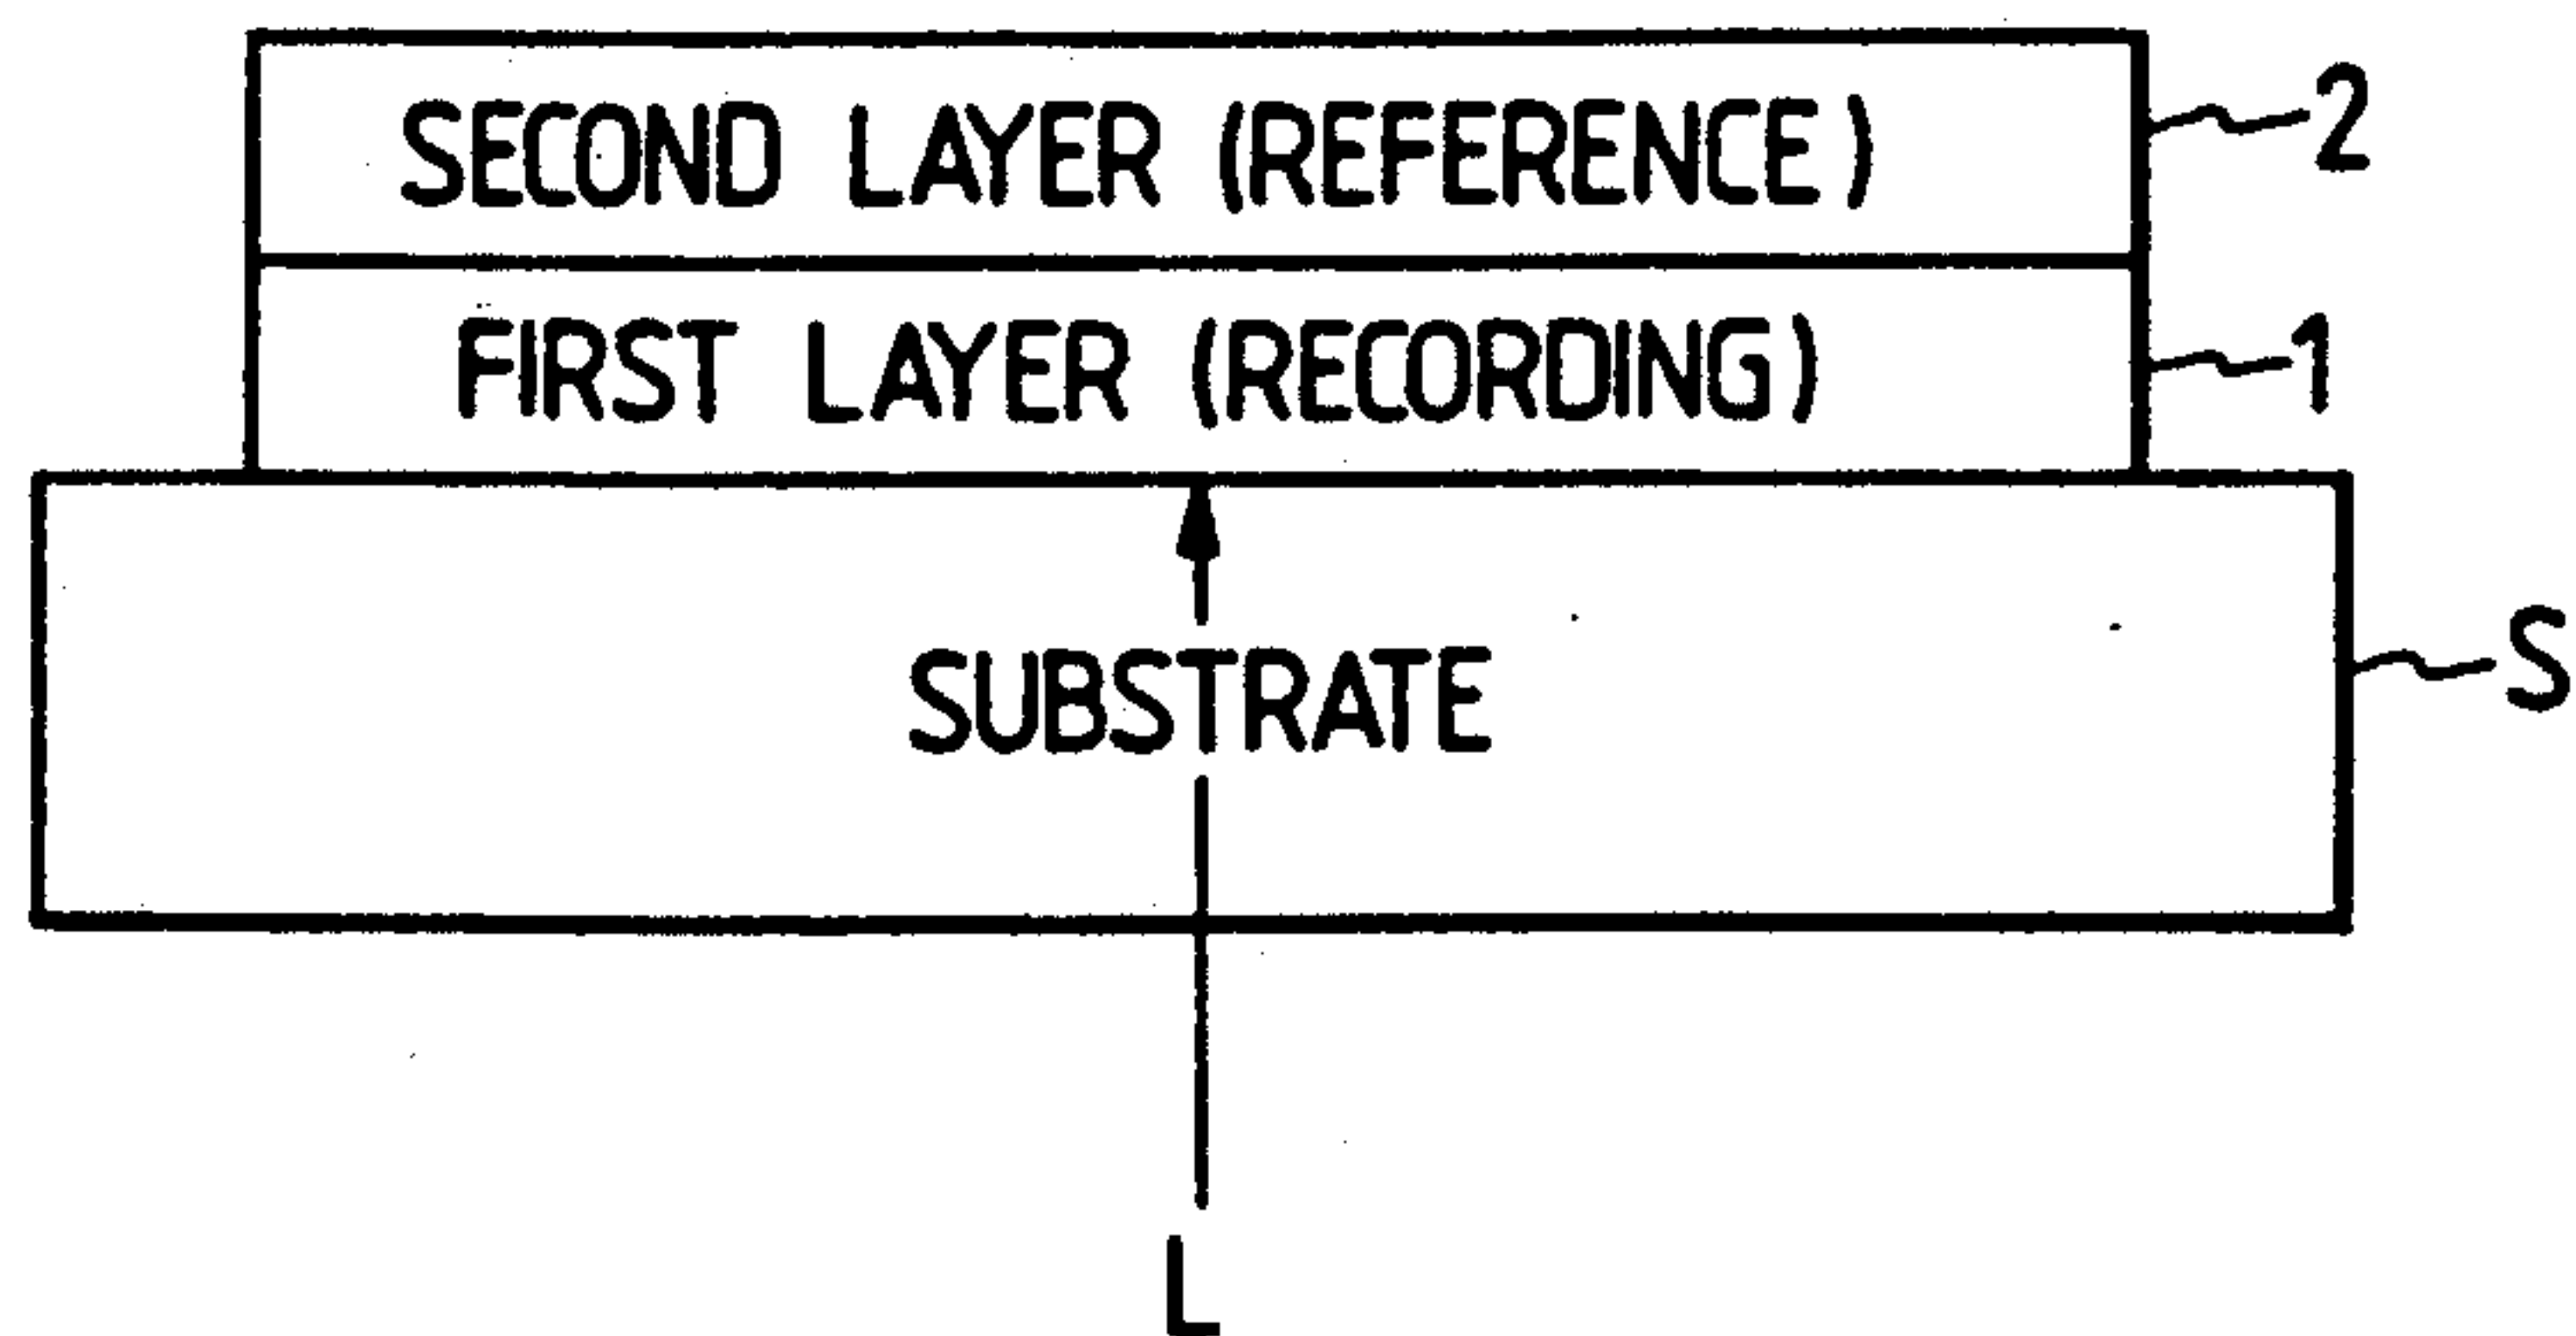 SECOND LAYER (REFERENCE) 2
FIRST LAYER (RECORDING) 1
SUBSTRATE S
L